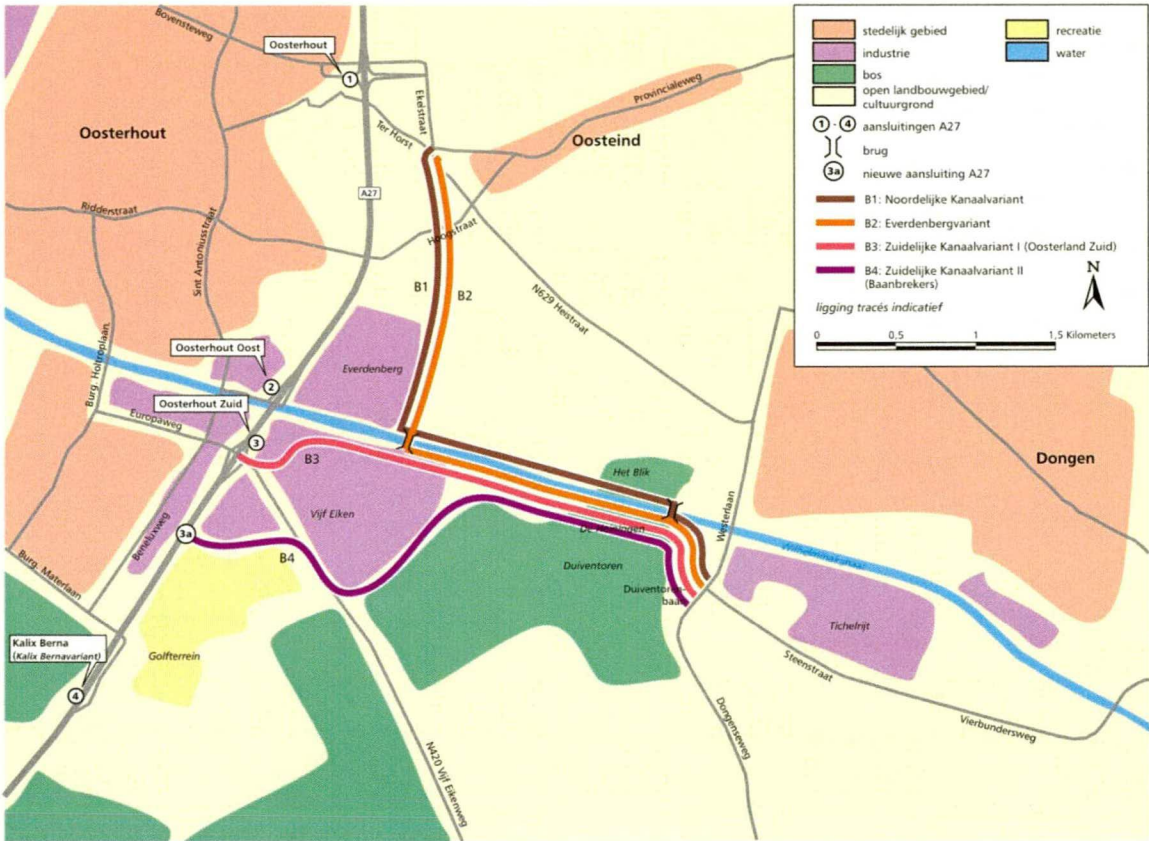 Bovensteweg
Oosterhout
1
Ekelstraat
Ter Horst
Provincialeweg
Oosteind
Oosterhout
A27
Ridderstraat
Sint Antoniusstraat
Hoogstraat
B1
B2
N629 Heistraat
Burg. Holtroplaan
Oosterhout Oost
2
Everdenberg
Oosterhout Zuid
3
Europaweg
B3
Het Blik
Westerlaan
Dongen
Vijf Eiken
Beneluxweg
3a
B4
Duiventoren
Wilhelminakanaal
Duiventoren-
baan
Tichelrijt
Burg. Materlaan
Golfterrein
Kalix Berna
(Kalix Bernavariant)
4
Steenstraat
Vierbundersweg
Dongenseweg
N420 Vijf Eikenweg
stedelijk gebied
industrie
bos
open landbouwgebied/
cultuurgrond
recreatie
water
1 - 4 aansluitingen A27
brug
3a nieuwe aansluiting A27
B1: Noordelijke Kanaalvariant
B2: Everdenbergvariant
B3: Zuidelijke Kanaalvariant I (Oosterland Zuid)
B4: Zuidelijke Kanaalvariant II
(Baanbrekers)
N
ligging tracés indicatief
0 0,5 1 1,5 Kilometers